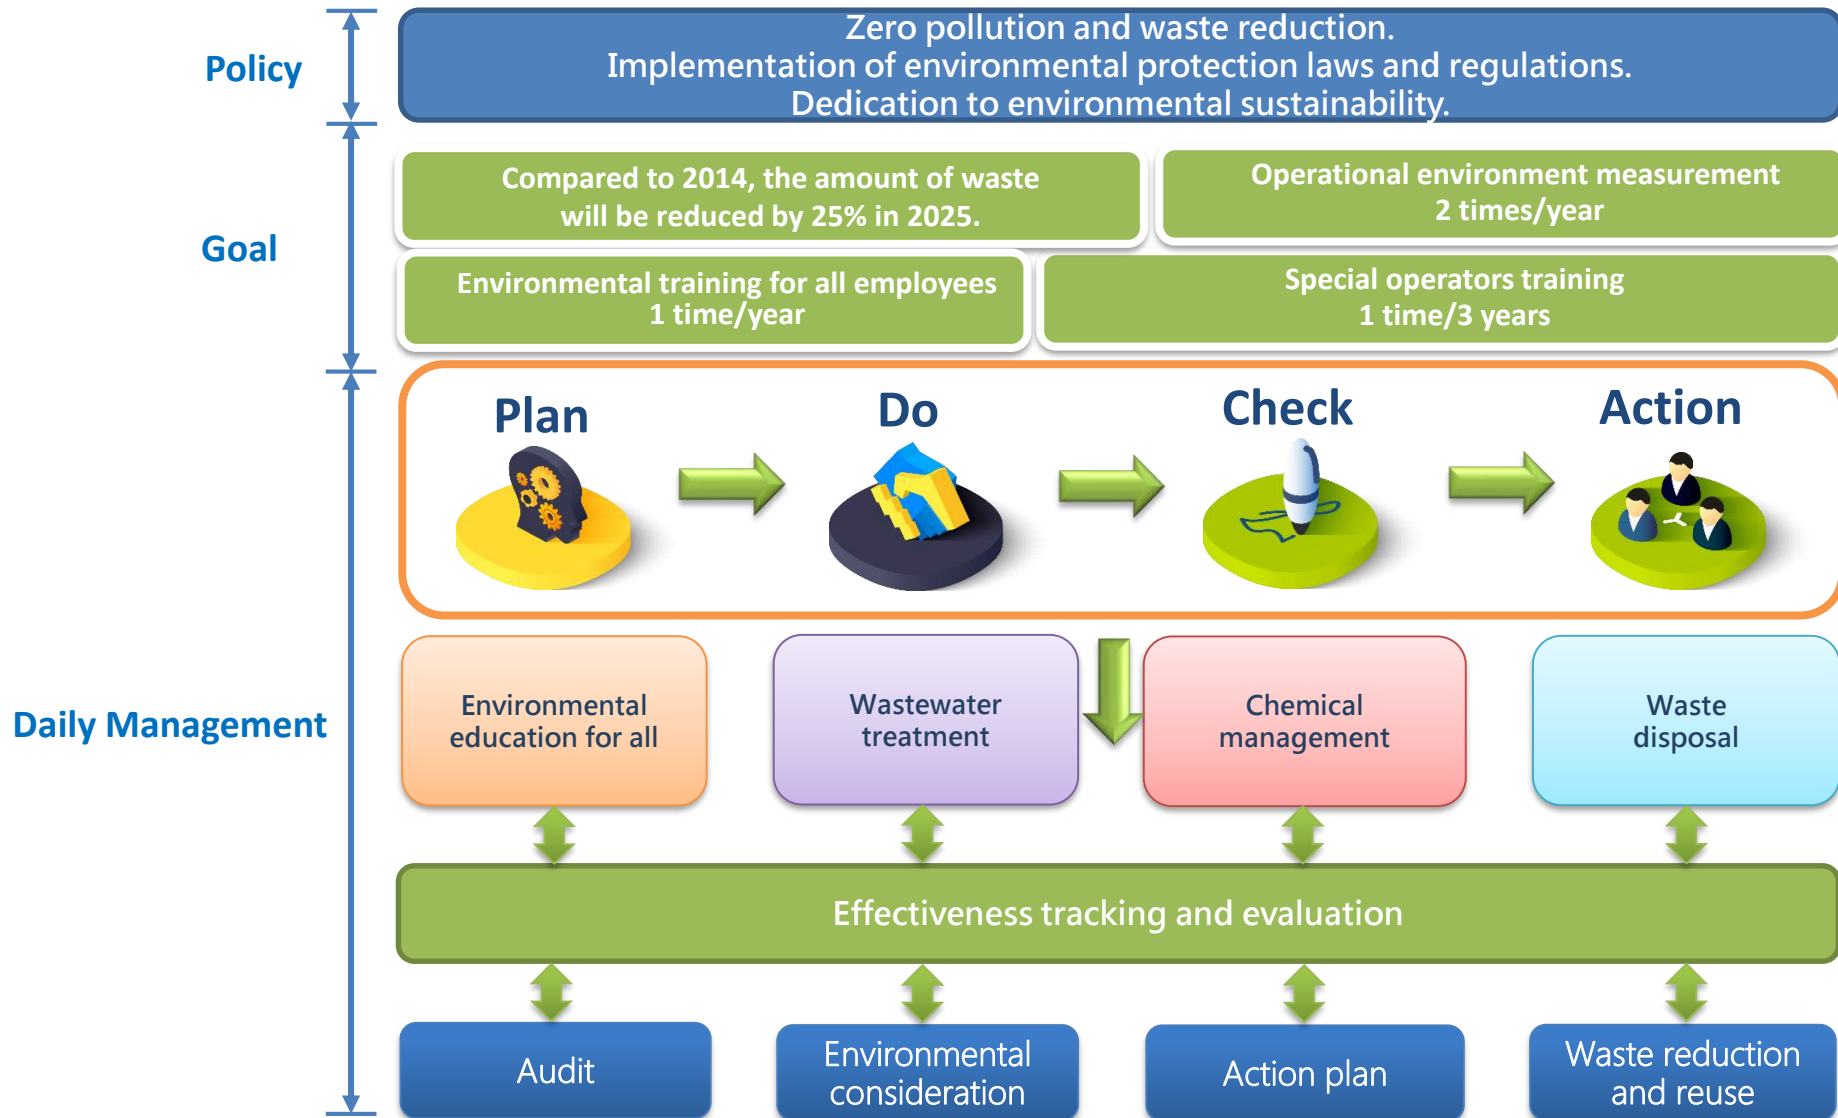 Policy
Zero pollution and waste reduction.
Implementation of environmental protection laws and regulations.
Dedication to environmental sustainability.
Goal
Compared to 2014, the amount of waste
will be reduced by 25% in 2025.
Operational environment measurement
2 times/year
Environmental training for all employees
1 time/year
Special operators training
1 time/3 years
Daily Management
Plan
Do
Check
Action
Environmental
education for all
Wastewater
treatment
Chemical
management
Waste
disposal
Effectiveness tracking and evaluation
Audit
Environmental
consideration
Action plan
Waste reduction
and reuse